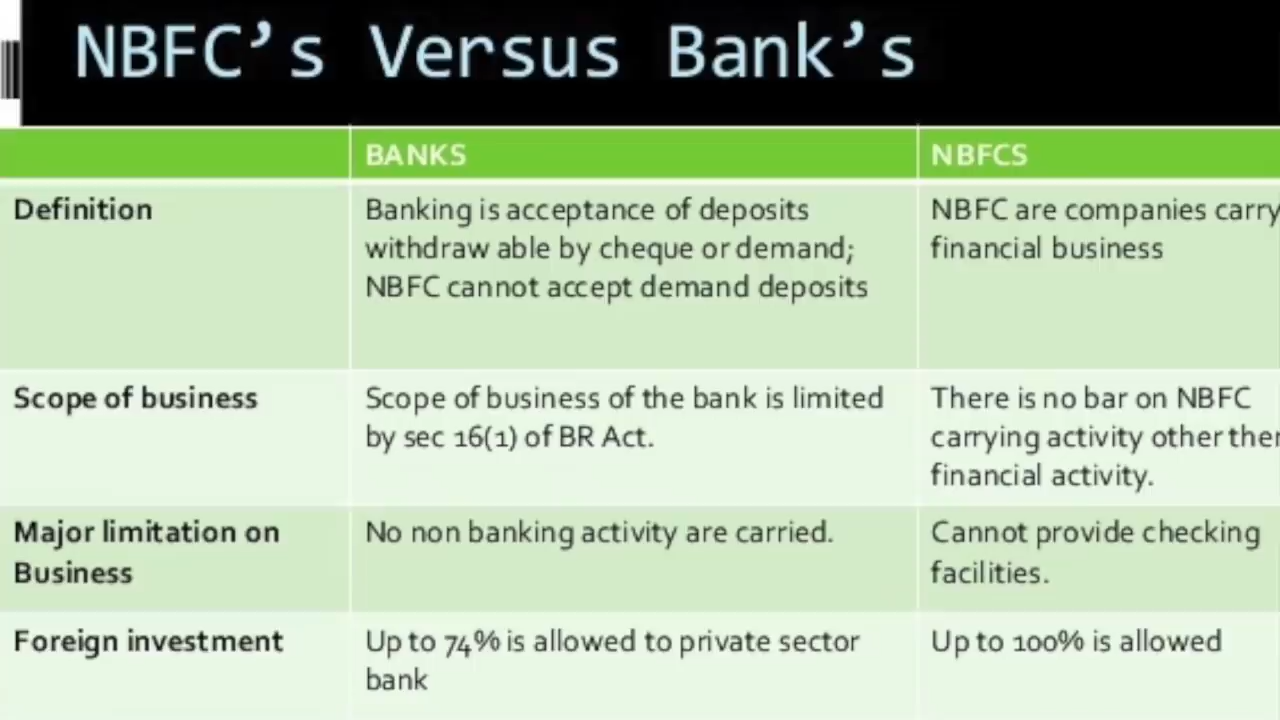 NBFC’s Versus Bank’s
BANKS
NBFCS
Definition
Banking is acceptance of deposits
withdraw able by cheque or demand;
NBFC cannot accept demand deposits
NBFC are companies carry
financial business
Scope of business
Scope of business of the bank is limited
by sec 16(1) of BR Act.
There is no bar on NBFC
carrying activity other
financial activity.
Major limitation on
Business
No non banking activity are carried.
Cannot provide checking
facilities.
Foreign investment
Up to 74% is allowed to private sector
bank
Up to 100% is allowed